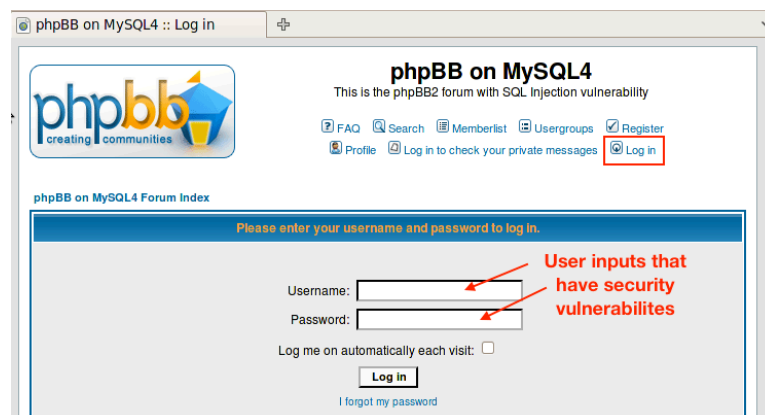 phpBB on MySQL4 :: Log in
phpBB on MySQL4
This is the phpBB2 forum with SQL Injection vulnerability
phpbb
creating communities
FAQ Search Memberlist Usergroups Register
Profile Log in to check your private messages Log in
phpBB on MySQL4 Forum Index
Please enter your username and password to log in.
User inputs that
have security
vulnerabilites
Username:
Password:
Log me on automatically each visit:
Log in
I forgot my password